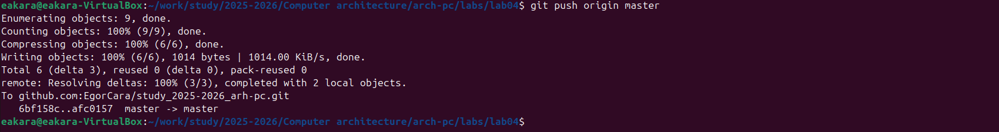 eakara@eakara-VirtualBox:~/work/study/2025-2026/Computer architecture/arch-pc/labs/lab04$ git push origin master
Enumerating objects: 9, done.
Counting objects: 100% (9/9), done.
Compressing objects: 100% (6/6), done.
Writing objects: 100% (6/6), 1014 bytes | 1014.00 KiB/s, done.
Total 6 (delta 3), reused 0 (delta 0), pack-reused 0
remote: Resolving deltas: 100% (3/3), completed with 2 local objects.
To github.com:EgorCara/study_2025-2026_arh-pc.git
   6bf158c..afc0157  master -> master
eakara@eakara-VirtualBox:~/work/study/2025-2026/Computer architecture/arch-pc/labs/lab04$